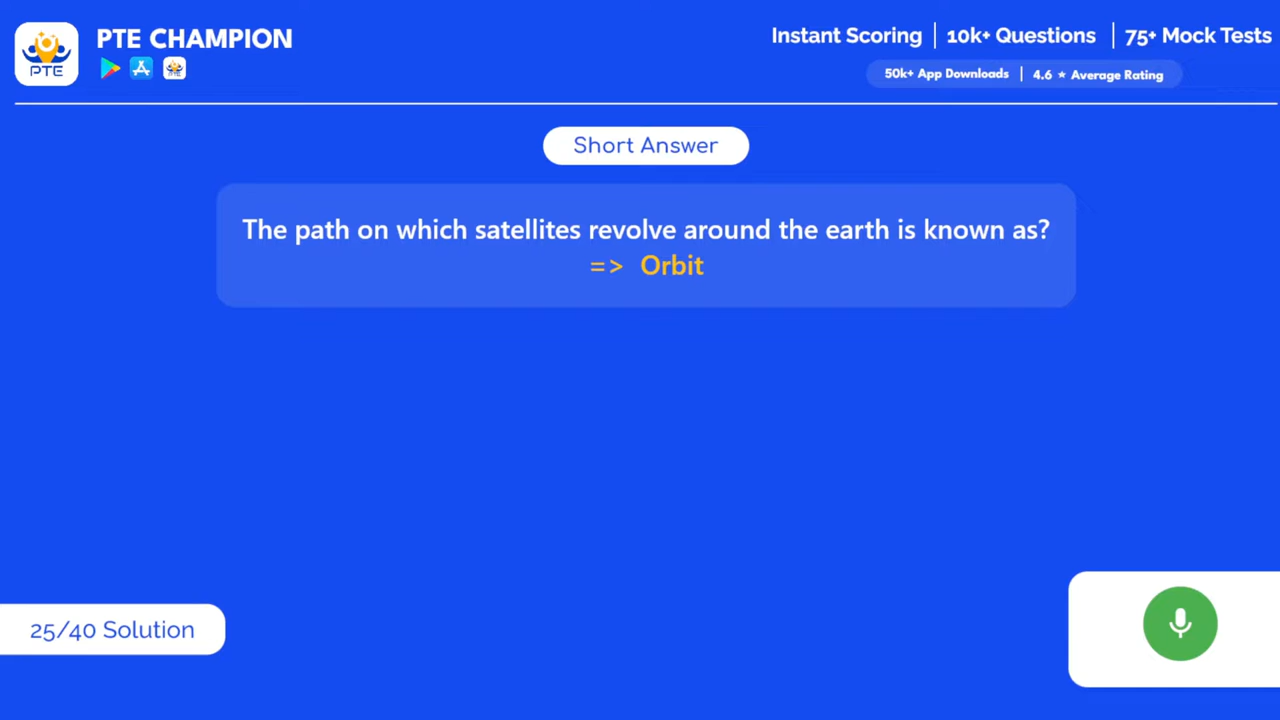 PTE CHAMPION
PTE
Instant Scoring | 10k+ Questions | 75+ Mock Tests
50k+ App Downloads | 4.6 ★ Average Rating
Short Answer
The path on which satellites revolve around the earth is known as?
=> Orbit
25/40 Solution